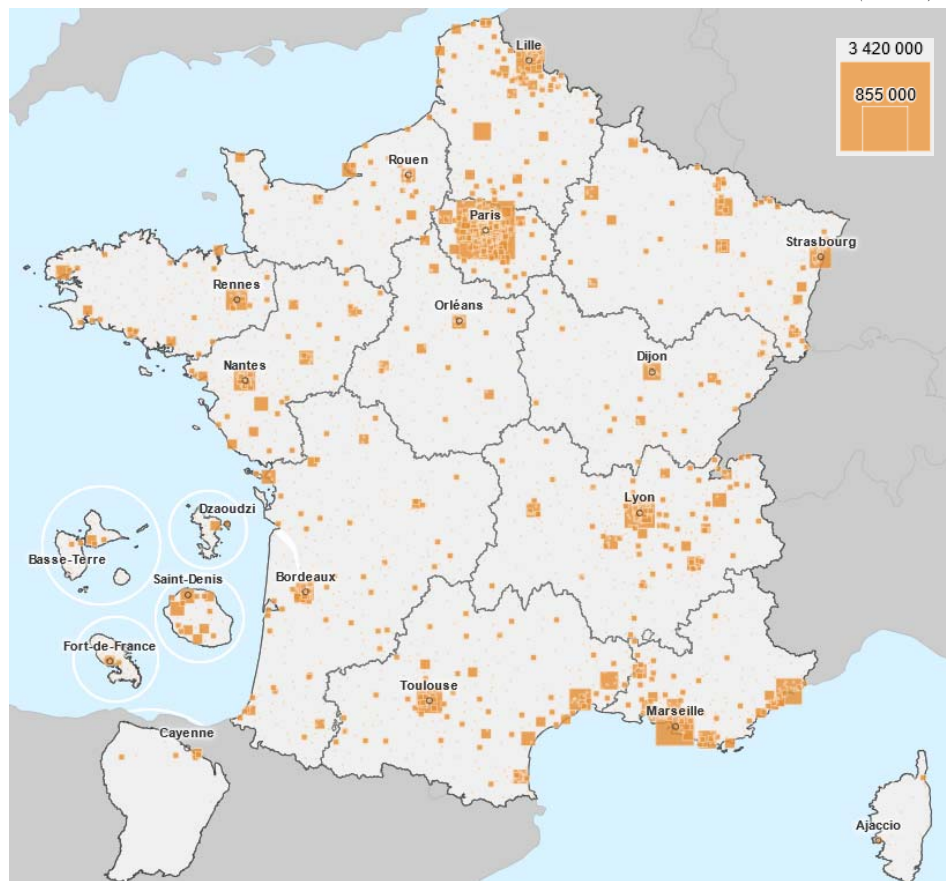 3 420 000
855 000
Lille
Rouen
Paris
Strasbourg
Rennes
Orléans
Nantes
Dijon
Lyon
Dzaoudzi
Basse-Terre
Saint-Denis
Bordeaux
Fort-de-France
Toulouse
Marseille
Cayenne
Ajaccio